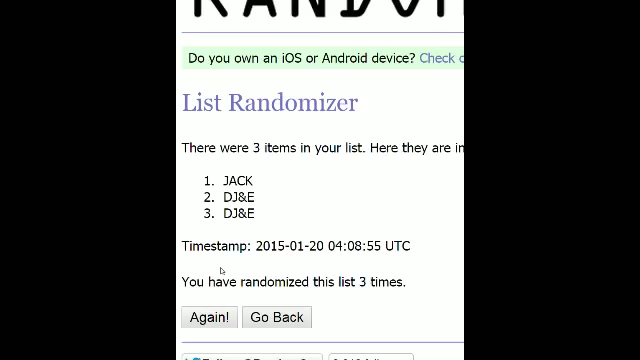 RANDOM
Do you own an iOS or Android device? Check
List Randomizer
There were 3 items in your list. Here they are in
1. JACK
2. DJ&E
3. DJ&E
Timestamp: 2015-01-20 04:08:55 UTC
You have randomized this list 3 times.
Again! Go Back